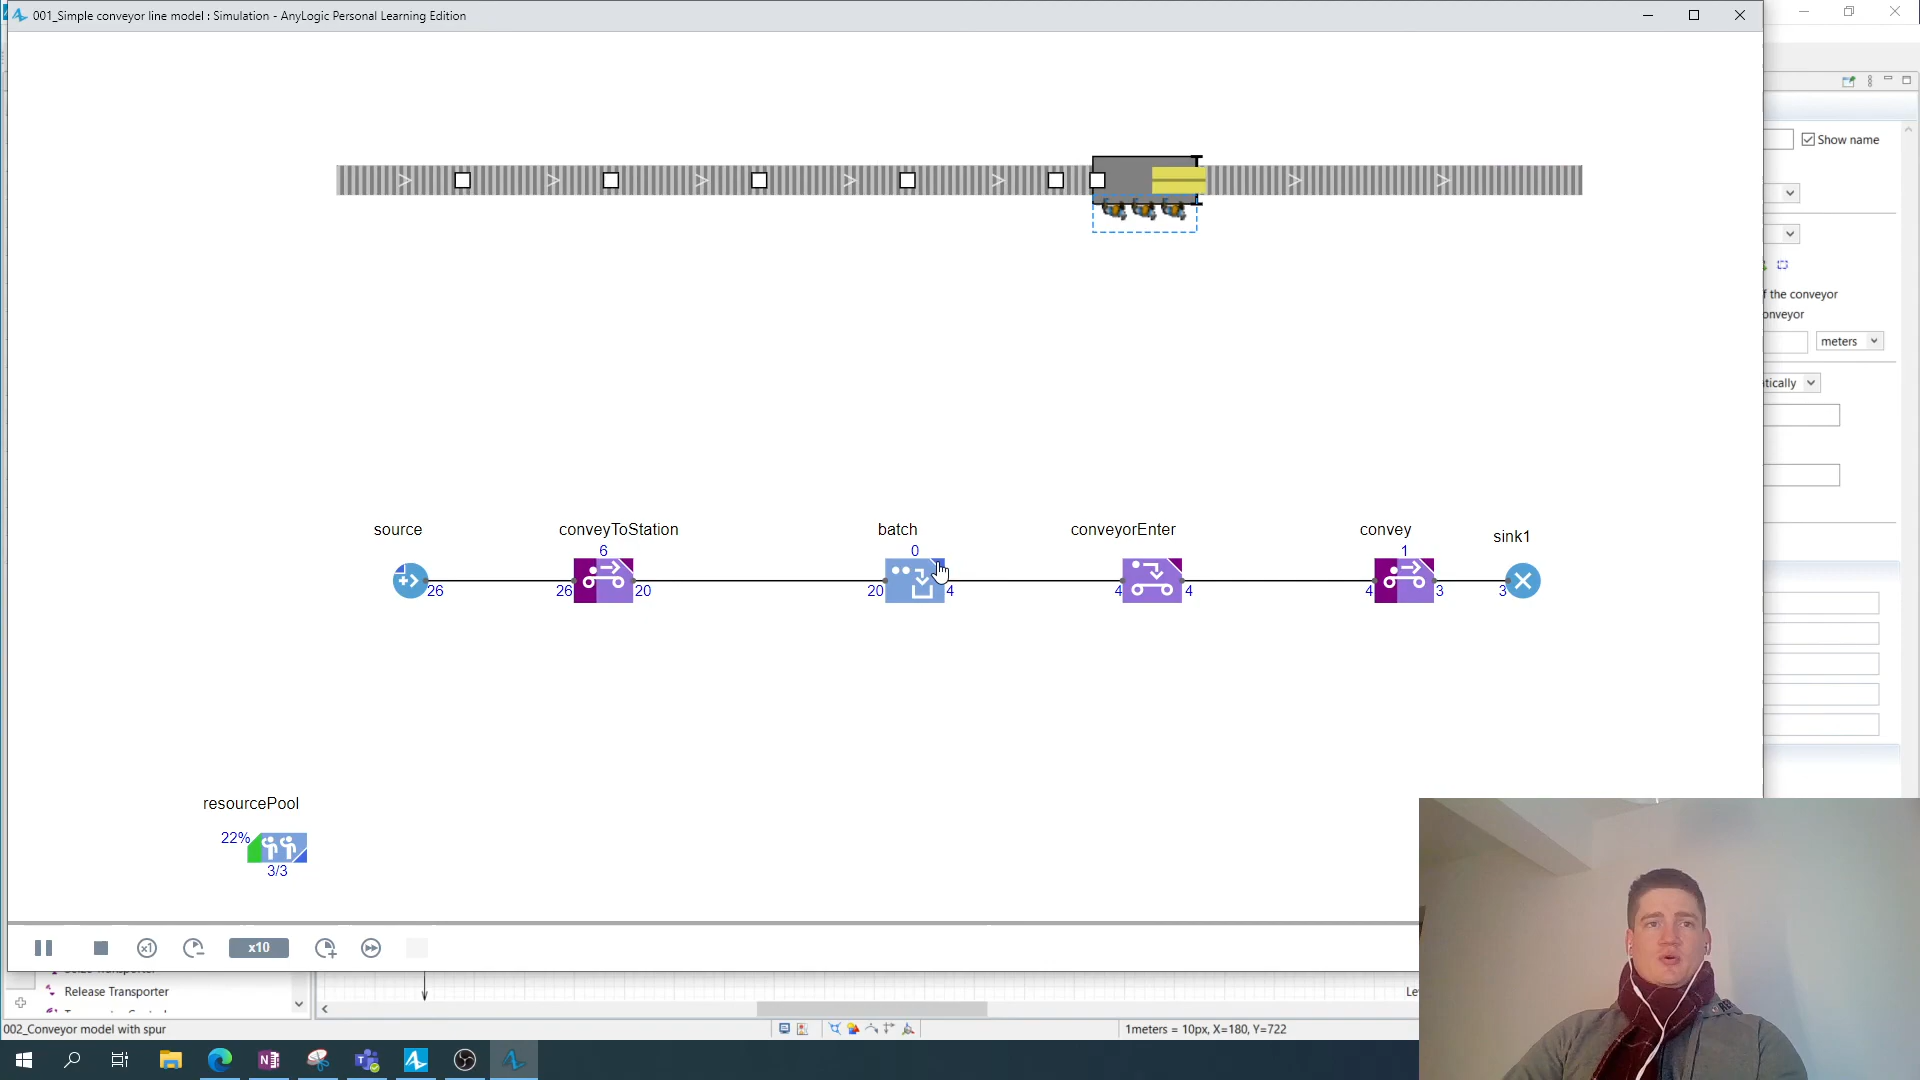 001_Simple conveyor line model : Simulation - AnyLogic Personal Learning Edition
Show name
f the conveyor
onveyor
meters
tically
source
conveyToStation
batch
conveyorEnter
convey
sink1
6
0
1
26
26
20
20
4
4
4
4
3
3
resourcePool
22%
3/3
x1
x10
Release Transporter
Le
002_Conveyor model with spur
1meters = 10px, X=180, Y=722